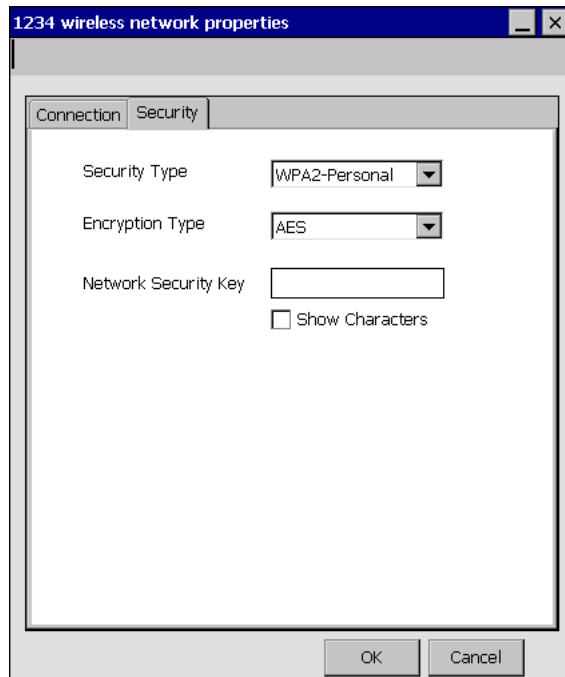 1234 wireless network properties
Connection Security
Security Type WPA2-Personal
Encryption Type AES
Network Security Key
Show Characters
OK Cancel